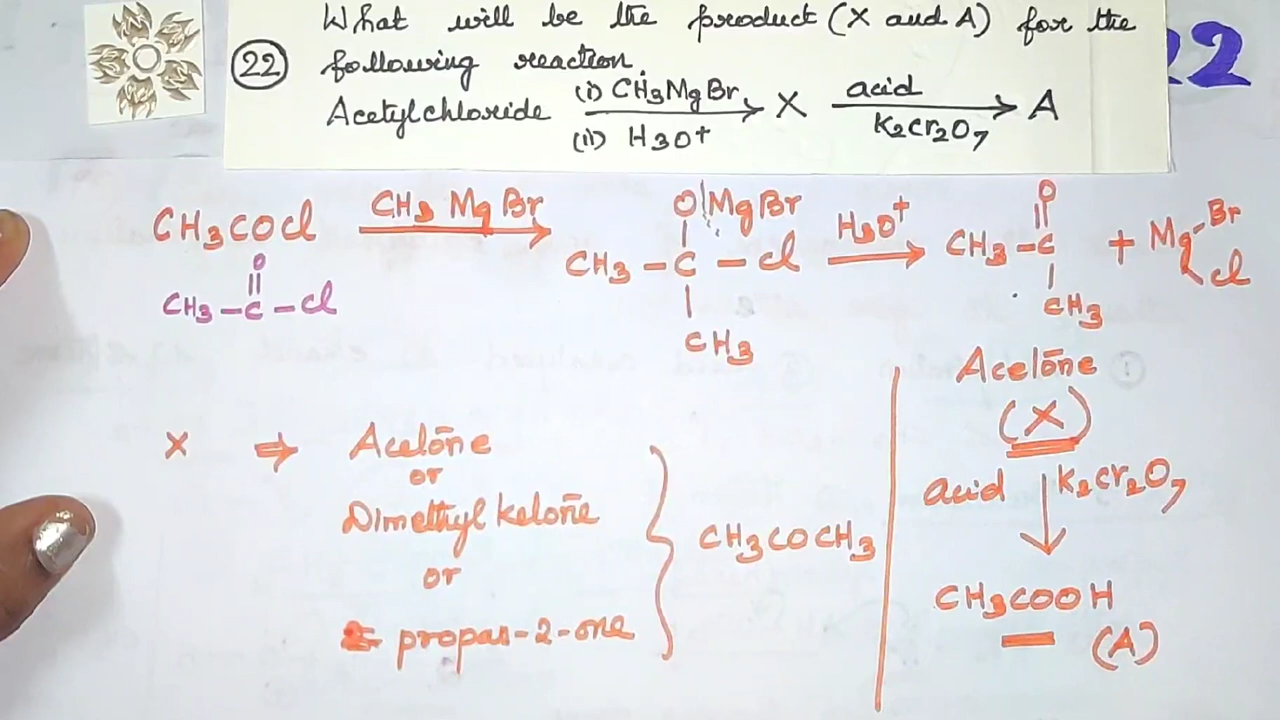 What will be the product (X and A) for the
22 following reaction.
Acetylchloride (i) CH3MgBr (ii) H3O+ → X acid K2Cr2O7 → A
22
CH3COCl CH3MgBr → O MgBr H3O+ → O
CH3 – C – Cl CH3 – C + Mg Br Cl
O
CH3 – C – Cl
CH3 CH3
Acetone
(X)
X ⇒ Acetone
or
Dimethyl ketone
or
propan-2-one
CH3COCH3
acid K2Cr2O7
CH3COOH
(A)